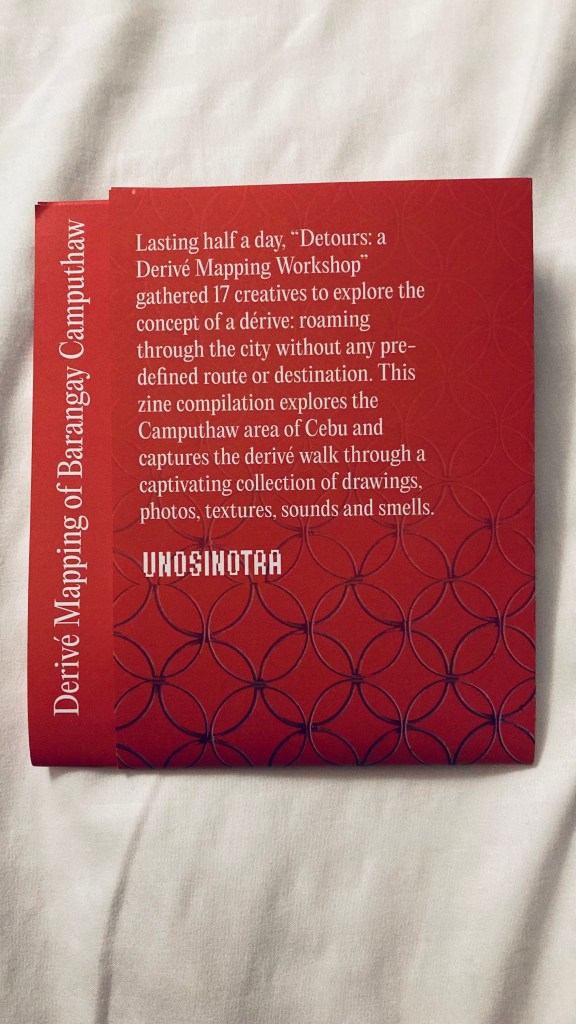 Derivé Mapping of Barangay Camputhaw
Lasting half a day, “Detours: a
Derivé Mapping Workshop”
gathered 17 creatives to explore the
concept of a dérive: roaming
through the city without any pre-
defined route or destination. This
zine compilation explores the
Camputhaw area of Cebu and
captures the derivé walk through a
captivating collection of drawings,
photos, textures, sounds and smells.
UNOSINOTRA